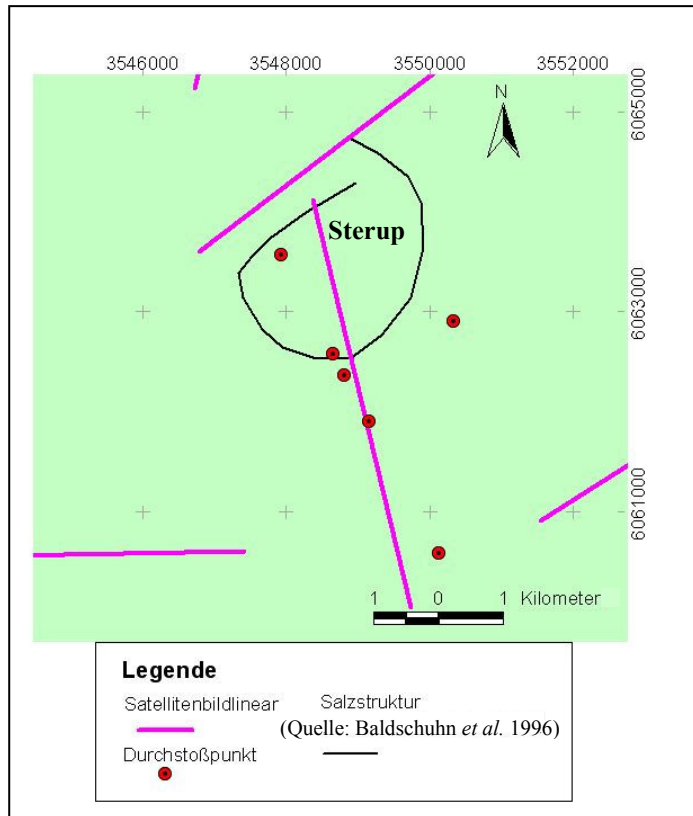 3546000 3548000 3550000 3552000
6065000
N
Sterup
6063000
6061000
1 0 1 Kilometer
Legende
Satellitenbildlinear Salzstruktur
(Quelle: Baldschuhn et al. 1996)
Durchstoßpunkt